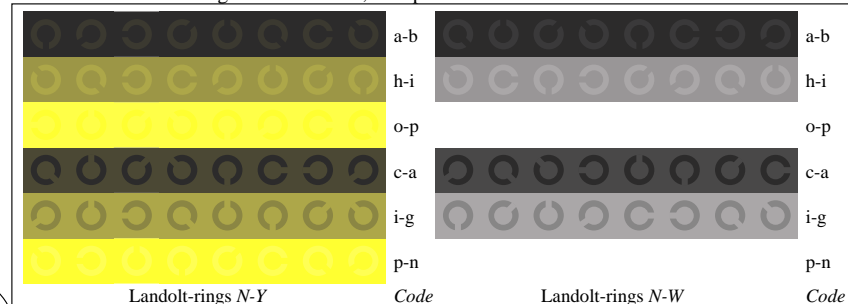 a-b a-b
h-i h-i
o-p o-p
c-a c-a
i-g i-g
p-n p-n
Landolt-rings N-Y Code Landolt-rings N-W Code